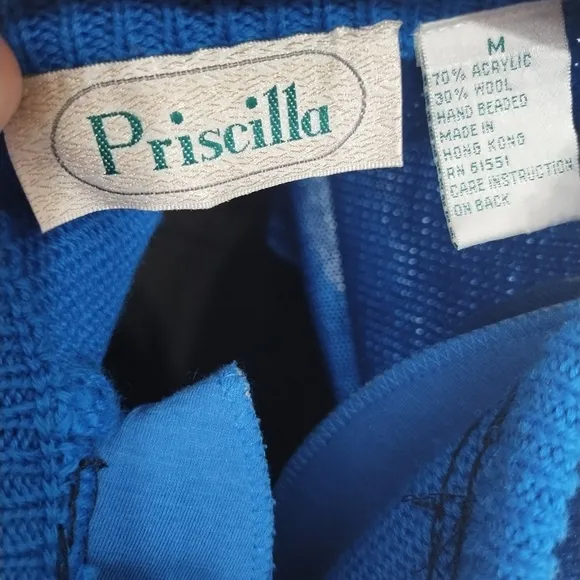 Priscilla
M
70% ACRYLIC
30% WOOL
HAND BEADED
MADE IN
HONG KONG
RN 61551
CARE INSTRUCTION
ON BACK